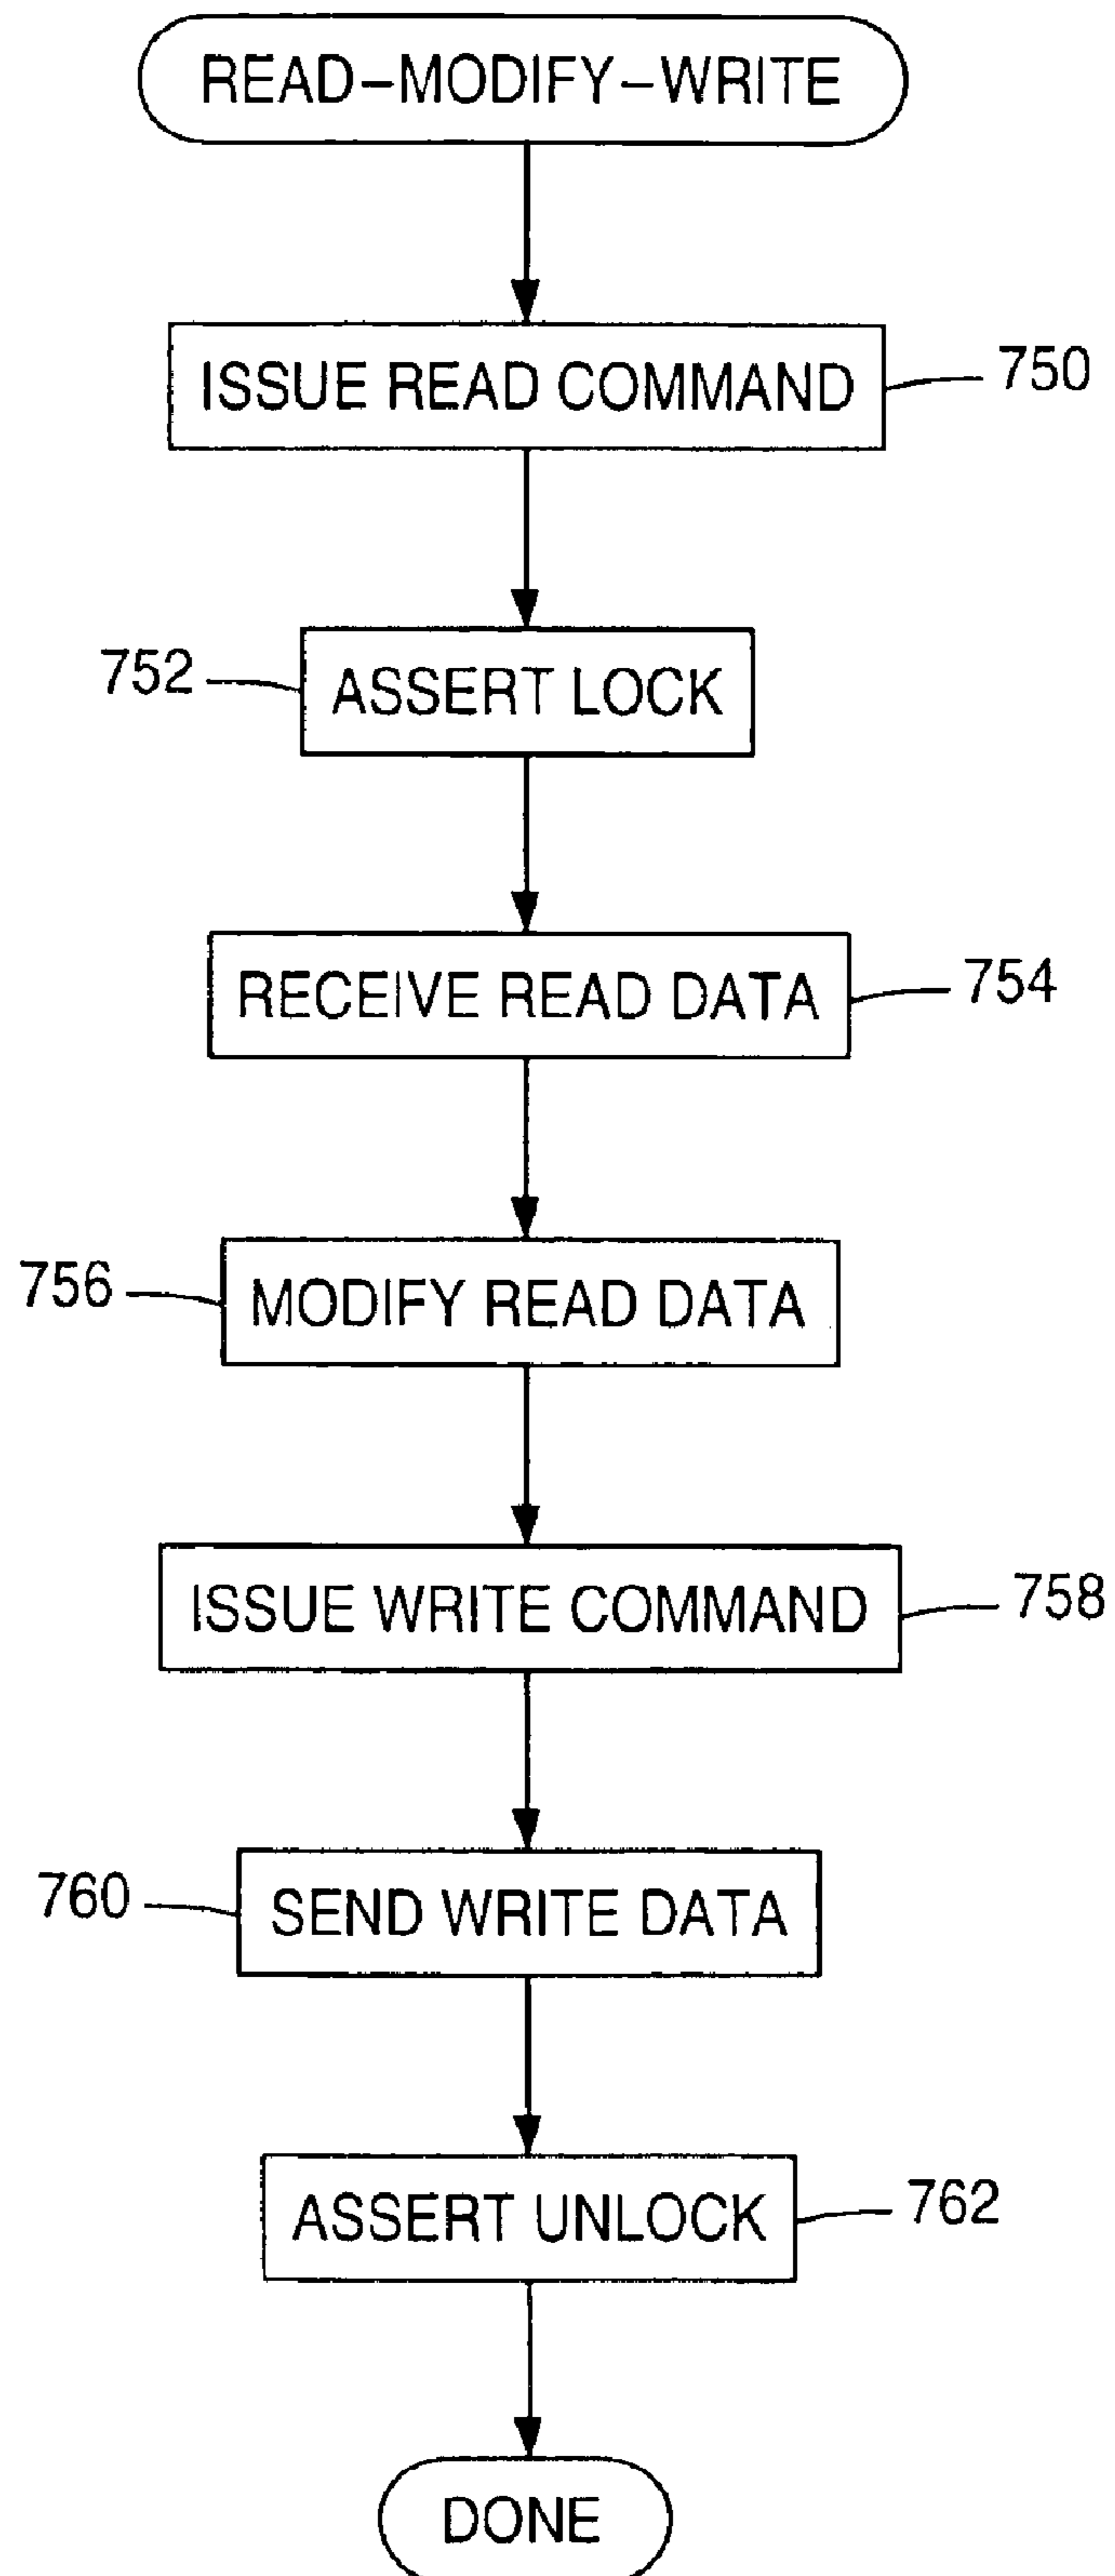 READ-MODIFY-WRITE
ISSUE READ COMMAND
750
752
ASSERT LOCK
RECEIVE READ DATA
754
756
MODIFY READ DATA
ISSUE WRITE COMMAND
758
760
SEND WRITE DATA
ASSERT UNLOCK
762
DONE